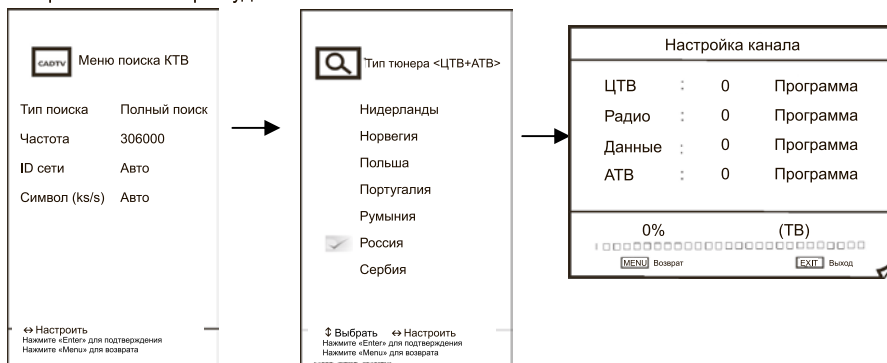 CADTV Меню поиска КТВ
Тип поиска Полный поиск
Частота 306000
ID сети Авто
Символ (ks/s) Авто
↔ Настроить
Нажмите «Enter» для подтверждения
Нажмите «Menu» для возврата
Тип тюнера <ЦТВ+АТВ>
Нидерланды
Норвегия
Польша
Португалия
Румыния
Россия
Сербия
↕ Выбрать ↔ Настроить
Нажмите «Enter» для подтверждения
Нажмите «Menu» для возврата
Настройка канала
ЦТВ : 0 Программа
Радио : 0 Программа
Данные : 0 Программа
АТВ : 0 Программа
0% (ТВ)
MENU Возврат EXIT Выход